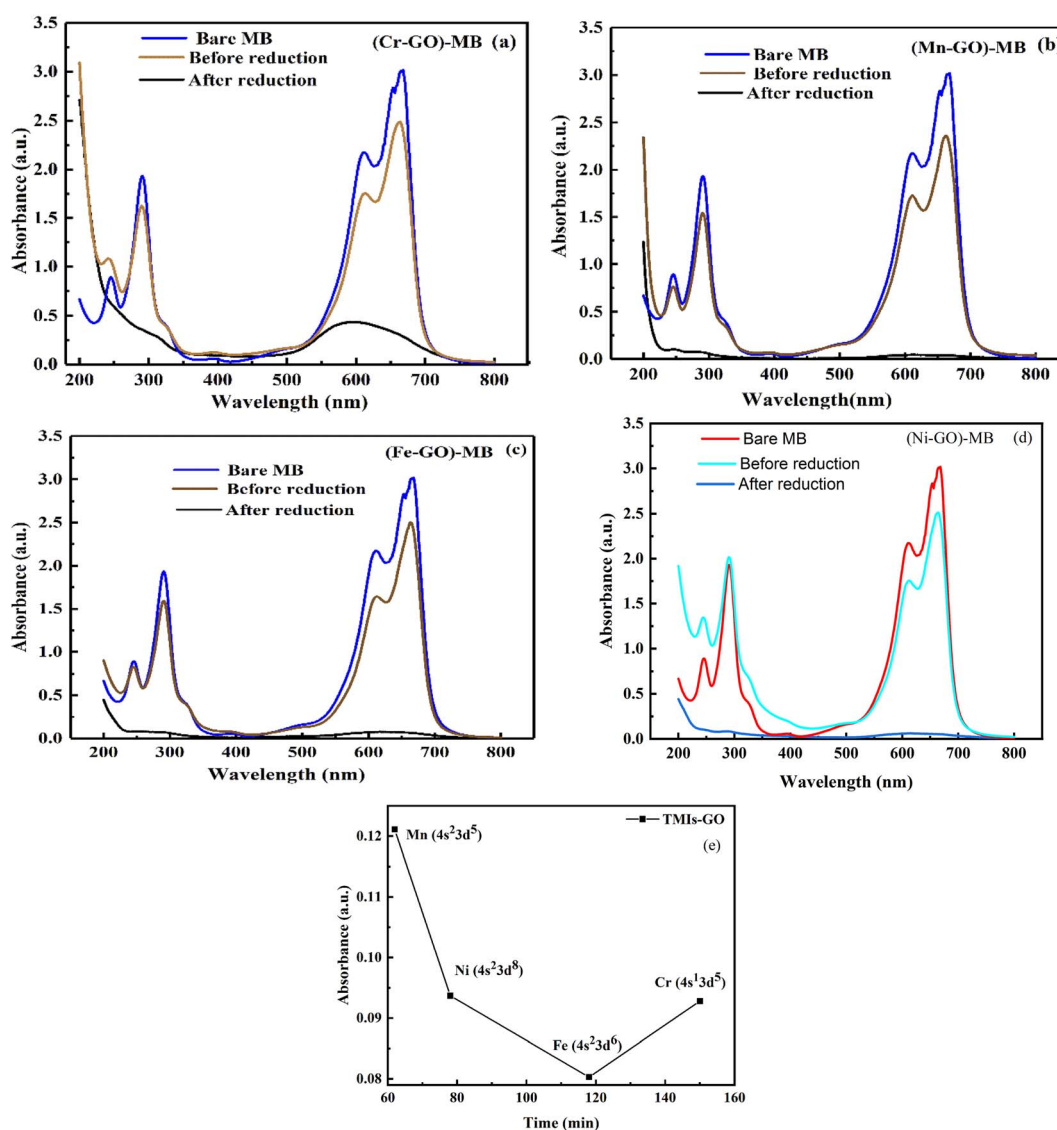 (Cr-GO)-MB (a)
Bare MB
Before reduction
After reduction
Absorbance (a.u.)
3.5
3.0
2.5
2.0
1.5
1.0
0.5
0.0
200 300 400 500 600 700 800
Wavelength (nm)
(Mn-GO)-MB (b)
Bare MB
Before reduction
After reduction
Absorbance (a.u.)
3.5
3.0
2.5
2.0
1.5
1.0
0.5
0.0
200 300 400 500 600 700 800
Wavelength(nm)
(Fe-GO)-MB (c)
Bare MB
Before reduction
After reduction
Absorbance (a.u.)
3.5
3.0
2.5
2.0
1.5
1.0
0.5
0.0
200 300 400 500 600 700 800
Wavelength (nm)
(Ni-GO)-MB (d)
Bare MB
Before reduction
After reduction
Absorbance (a.u.)
3.5
3.0
2.5
2.0
1.5
1.0
0.5
0.0
200 300 400 500 600 700 800
Wavelength (nm)
TMIs-GO
(e)
Mn (4s²3d⁵)
Ni (4s²3d⁸)
Cr (4s¹3d⁵)
Fe (4s²3d⁶)
Absorbance (a.u.)
0.12
0.11
0.10
0.09
0.08
60 80 100 120 140 160
Time (min)